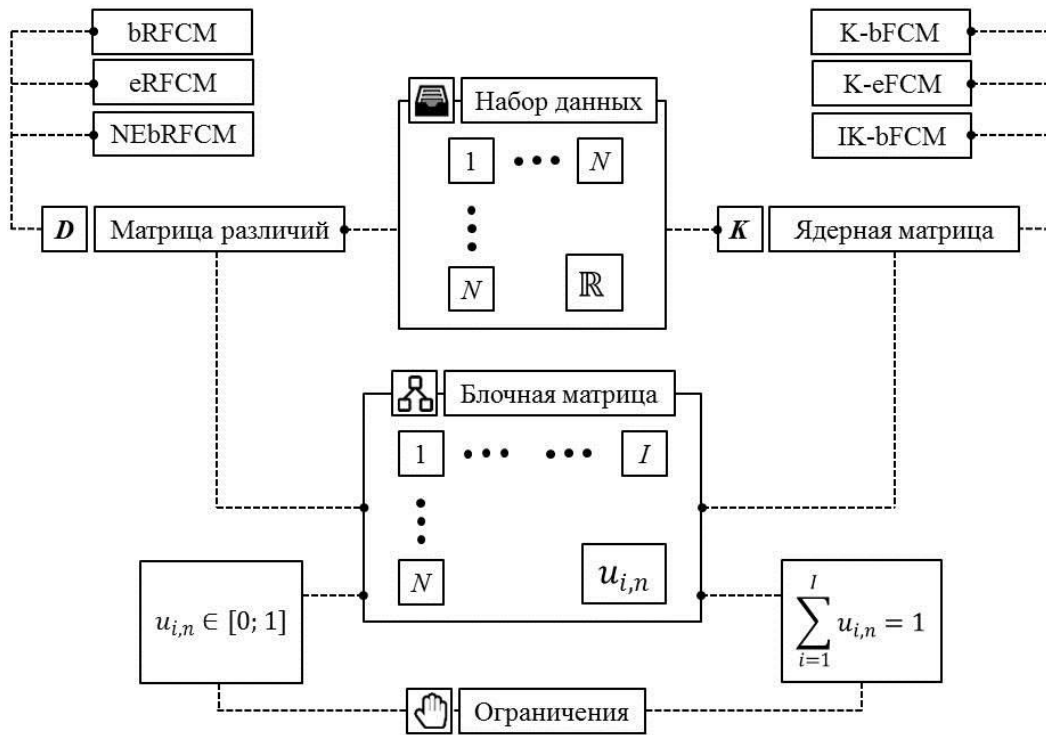 bRFCM
eRFCM
NEbRFCM
K-bFCM
K-eFCM
IK-bFCM
Набор данных
1 ••• N
N ℝ
D Матрица различий
K Ядерная матрица
Блочная матрица
1 ••• ••• I
N u_{i,n}
u_{i,n} ∈ [0; 1]
\sum_{i=1}^{I} u_{i,n} = 1
Ограничения